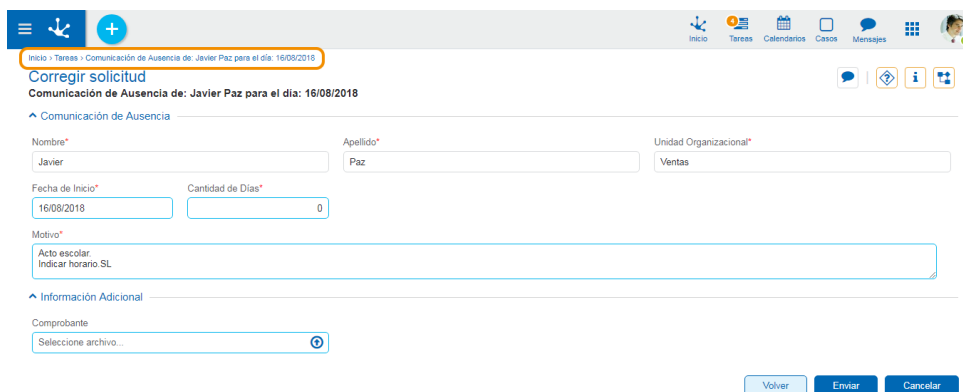 4
Inicio
Tareas
Calendarios
Casos
Mensajes
Inicio › Tareas › Comunicación de Ausencia de: Javier Paz para el día: 16/08/2018
Corregir solicitud
Comunicación de Ausencia de: Javier Paz para el día: 16/08/2018
Comunicación de Ausencia
Nombre* Apellido* Unidad Organizacional*
Javier Paz Ventas
Fecha de Inicio* Cantidad de Días*
16/08/2018 0
Motivo*
Acto escolar.
Indicar horario.SL
Información Adicional
Comprobante
Seleccione archivo...
Volver Enviar Cancelar